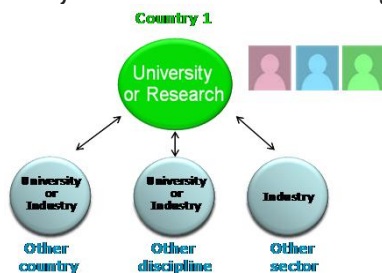 Country 1
University
or Research
University
or
Industry
University
or
Industry
Industry
Other
country
Other
discipline
Other
sector